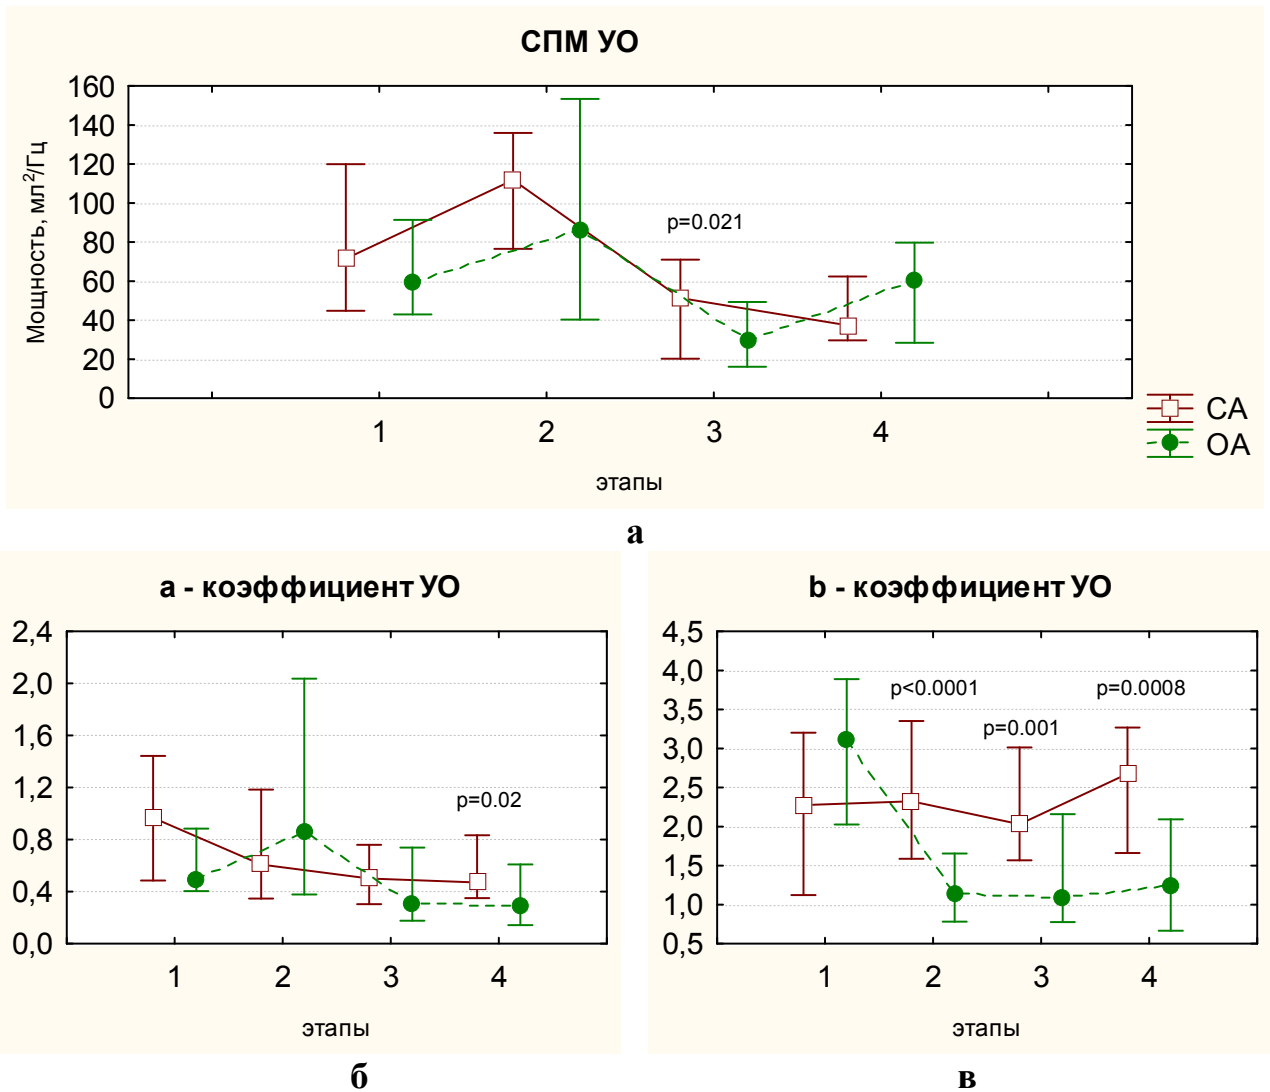 СПМ УО
Мощность, мл²/Гц
160
140
120
100
80
60
40
20
0
p=0.021
1 2 3 4
этапы
СА
ОА
а
a - коэффициент УО
2,4
2,0
1,6
1,2
0,8
0,4
0,0
p=0.02
1 2 3 4
этапы
б
b - коэффициент УО
4,5
4,0
3,5
3,0
2,5
2,0
1,5
1,0
0,5
p<0.0001
p=0.001
p=0.0008
1 2 3 4
этапы
в